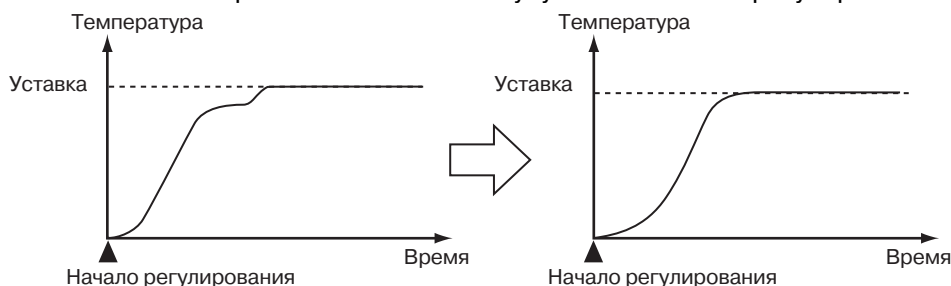 Температура
Температура
Уставка
Уставка
Время
Время
Начало регулирования
Начало регулирования